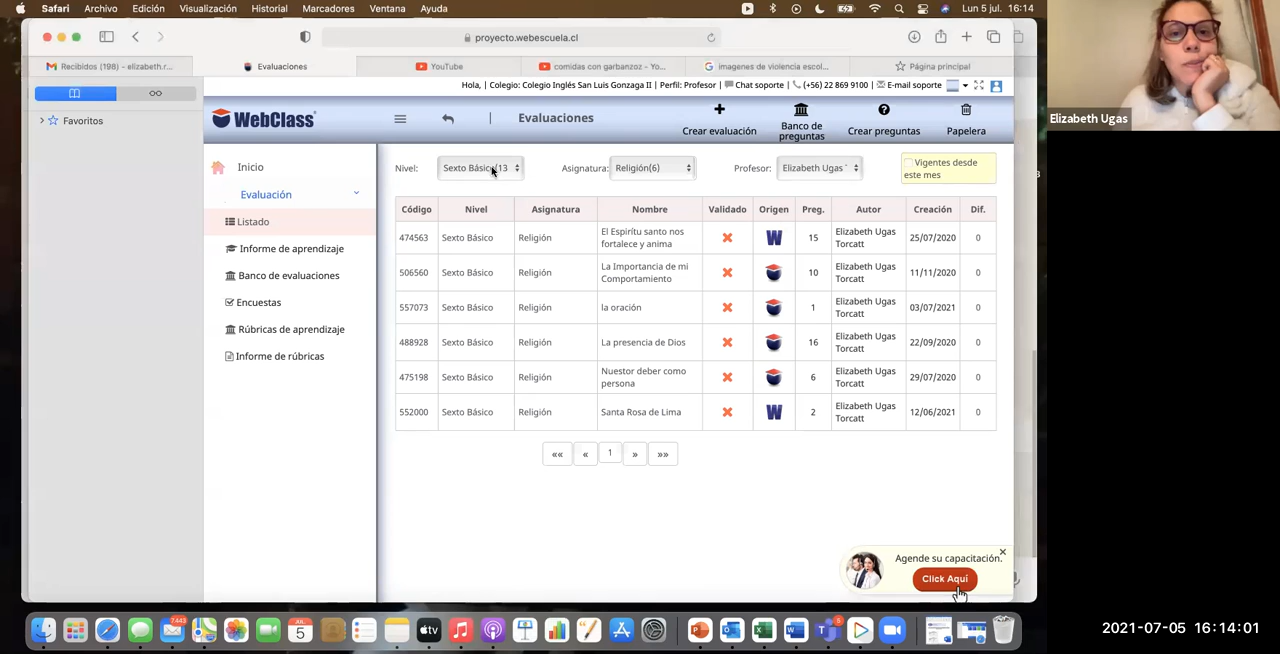 Safari Archivo Edición Visualización Historial Marcadores Ventana Ayuda Lun 5 jul. 16:14
proyecto.webescuela.cl
Recibidos (198) - elizabeth.r... Evaluaciones YouTube comidas con garbanzoz - Yo... imagenes de violencia escol... Página principal
Favoritos
Hola, | Colegio: Colegio Inglés San Luis Gonzaga II | Perfil: Profesor | Chat soporte | (+56) 22 869 9100 | E-mail soporte
WebClass Evaluaciones
Crear evaluación Banco de preguntas Crear preguntas Papelera
Inicio
Evaluación
Listado
Informe de aprendizaje
Banco de evaluaciones
Encuestas
Rúbricas de aprendizaje
Informe de rúbricas
Nivel: Sexto Básico(13 Asignatura: Religión(6) Profesor: Elizabeth Ugas Vigentes desde este mes
Código Nivel Asignatura Nombre Validado Origen Preg. Autor Creación Dif.
474563 Sexto Básico Religión El Espirítu santo nos fortalece y anima W 15 Elizabeth Ugas Torcatt 25/07/2020 0
506560 Sexto Básico Religión La Importancia de mi Comportamiento 10 Elizabeth Ugas Torcatt 11/11/2020 0
557073 Sexto Básico Religión la oración 1 Elizabeth Ugas Torcatt 03/07/2021 0
488928 Sexto Básico Religión La presencia de Dios 16 Elizabeth Ugas Torcatt 22/09/2020 0
475198 Sexto Básico Religión Nuestor deber como persona 6 Elizabeth Ugas Torcatt 29/07/2020 0
552000 Sexto Básico Religión Santa Rosa de Lima W 2 Elizabeth Ugas Torcatt 12/06/2021 0
«« « 1 » »»
Agende su capacitación.
Click Aquí
Elizabeth Ugas
2021-07-05 16:14:01